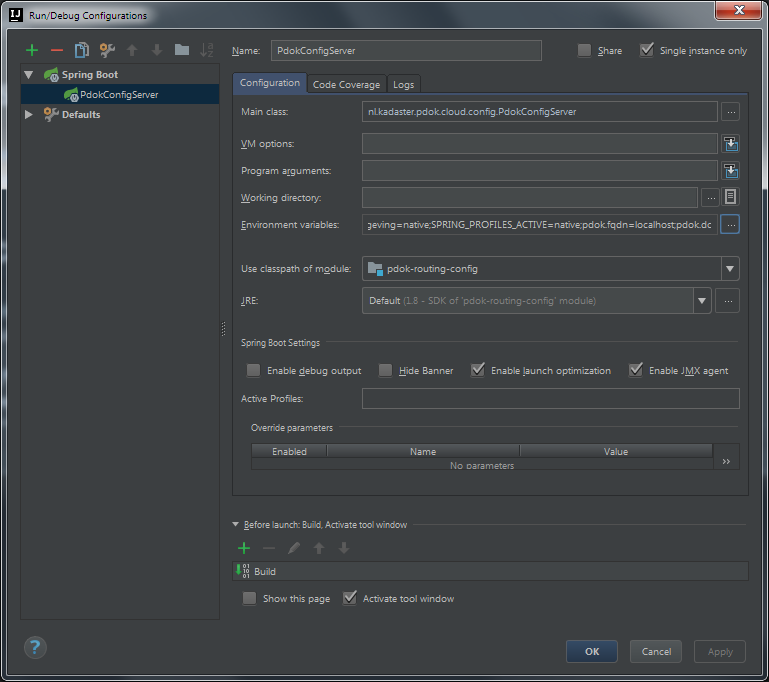 Run/Debug Configurations
Name: PdokConfigServer
Share
Single instance only
Spring Boot
PdokConfigServer
Defaults
Configuration
Code Coverage
Logs
Main class: nl.kadaster.pdok.cloud.config.PdokConfigServer
VM options:
Program arguments:
Working directory:
Environment variables: geving=native;SPRING_PROFILES_ACTIVE=native;pdok.fqdn=localhost;pdok.dc
Use classpath of module: pdok-routing-config
JRE: Default (1.8 - SDK of 'pdok-routing-config' module)
Spring Boot Settings
Enable debug output
Hide Banner
Enable launch optimization
Enable JMX agent
Active Profiles:
Override parameters
Enabled Name Value
No parameters
Before launch: Build, Activate tool window
Build
Show this page
Activate tool window
?
OK
Cancel
Apply